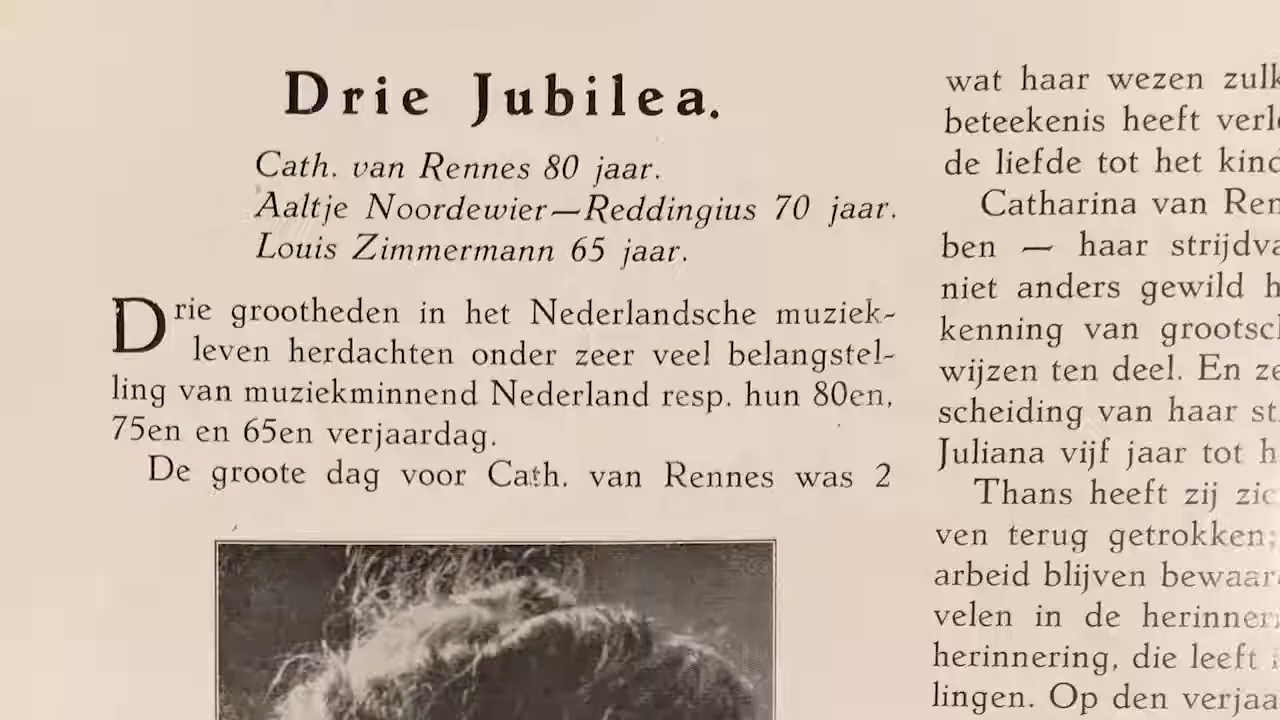 Drie Jubilea.
Cath. van Rennes 80 jaar.
Aaltje Noordewier—Reddingius 70 jaar.
Louis Zimmermann 65 jaar.
Drie grootheden in het Nederlandsche muziek-
leven herdachten onder zeer veel belangstel-
ling van muziekminnend Nederland resp. hun 80en,
75en en 65en verjaardag.
De groote dag voor Cath. van Rennes was 2
wat haar wezen
beteekenis heeft
de liefde tot het
Catharina van
ben — haar
niet anders gewild
kenning van
wijzen ten deel. En
scheiding van haar
Juliana vijf jaar tot
Thans heeft zij
ven terug getrokken;
arbeid blijven
velen in de
herinnering, die leeft
lingen. Op den